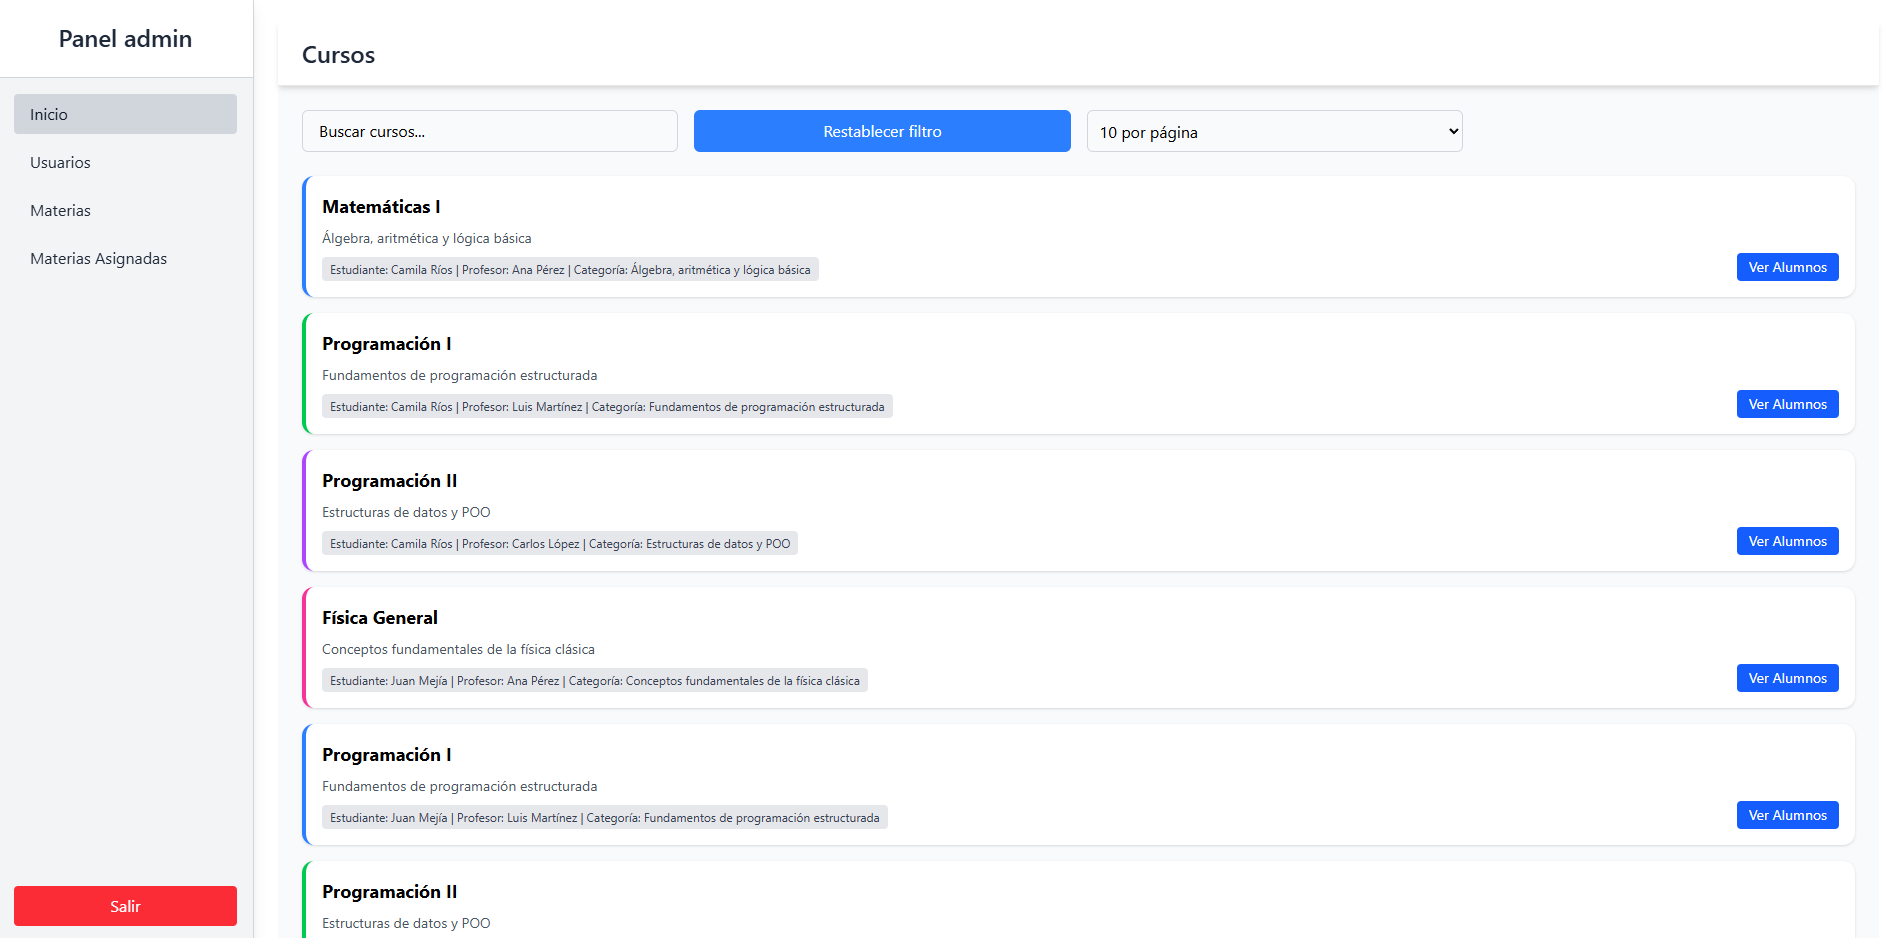 Panel admin
Inicio
Usuarios
Materias
Materias Asignadas
Salir
Cursos
Buscar cursos...
Restablecer filtro
10 por página
Matemáticas I
Álgebra, aritmética y lógica básica
Estudiante: Camila Ríos | Profesor: Ana Pérez | Categoría: Álgebra, aritmética y lógica básica
Ver Alumnos
Programación I
Fundamentos de programación estructurada
Estudiante: Camila Ríos | Profesor: Luis Martínez | Categoría: Fundamentos de programación estructurada
Ver Alumnos
Programación II
Estructuras de datos y POO
Estudiante: Camila Ríos | Profesor: Carlos López | Categoría: Estructuras de datos y POO
Ver Alumnos
Física General
Conceptos fundamentales de la física clásica
Estudiante: Juan Mejía | Profesor: Ana Pérez | Categoría: Conceptos fundamentales de la física clásica
Ver Alumnos
Programación I
Fundamentos de programación estructurada
Estudiante: Juan Mejía | Profesor: Luis Martínez | Categoría: Fundamentos de programación estructurada
Ver Alumnos
Programación II
Estructuras de datos y POO